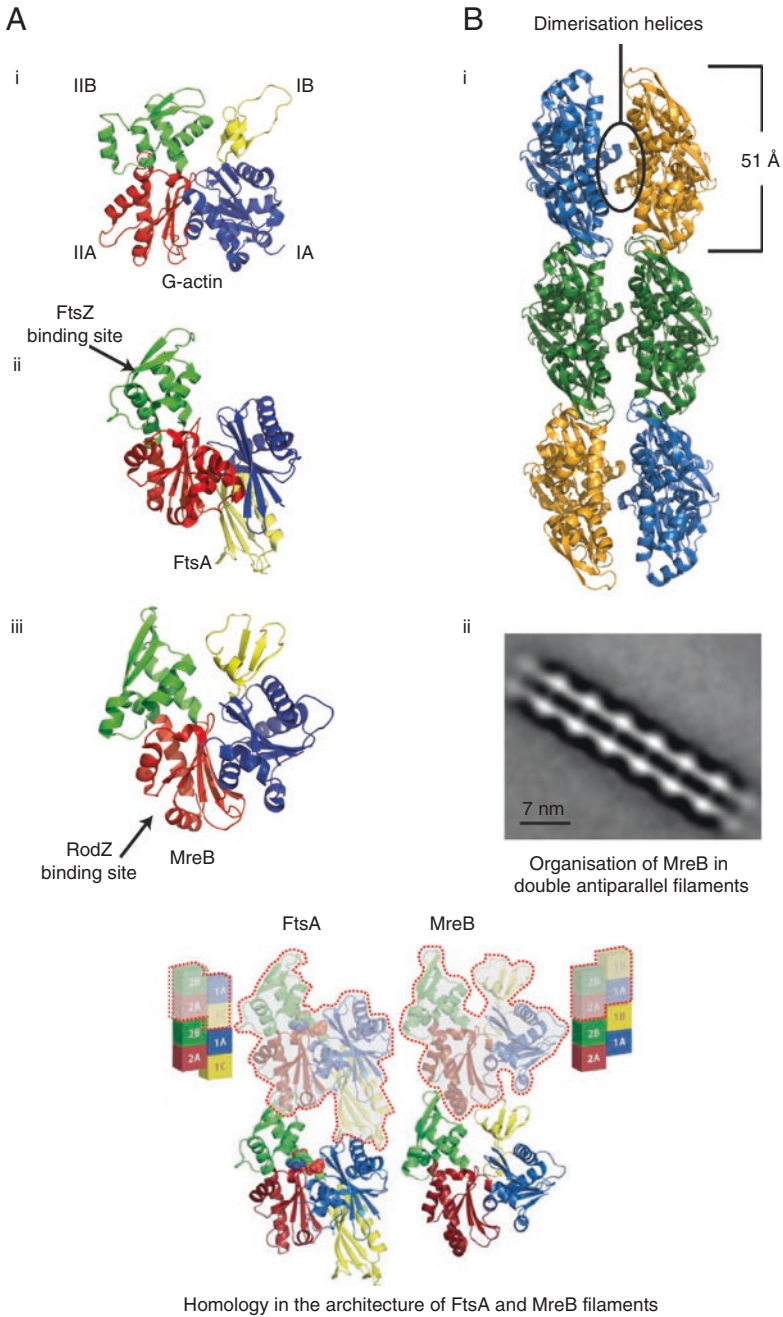 A
i
IIB
IB
IIA
IA
G-actin
FtsZ
binding site
ii
FtsA
iii
RodZ
binding site
MreB
B
Dimerisation helices
i
51 Å
ii
7 nm
Organisation of MreB in
double antiparallel filaments
FtsA
MreB
2B
1A
2A
1C
2B
1A
2A
1C
1B
2B
1A
2A
1B
2B
1A
2A
Homology in the architecture of FtsA and MreB filaments